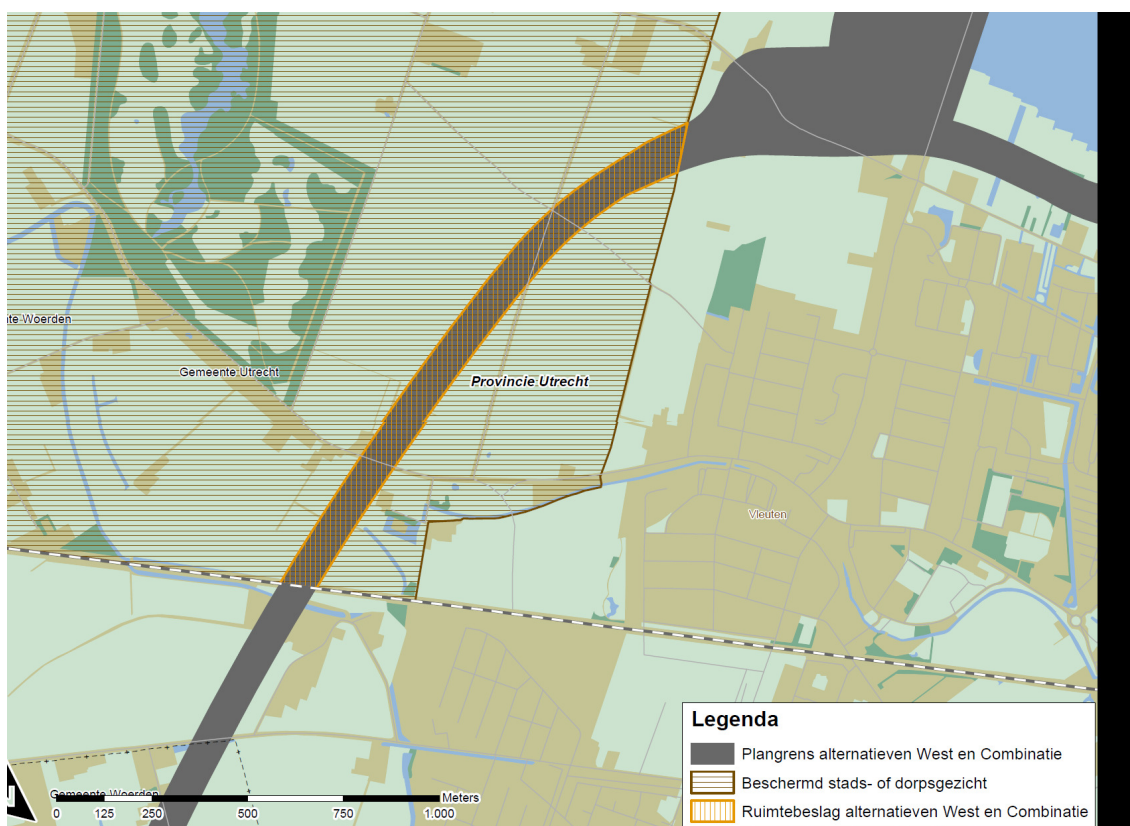 te Woerden
Gemeente Utrecht
Provincie Utrecht
Vleuten
Legenda
Plangrens alternatieven West en Combinatie
Beschermd stads- of dorpsgezicht
Ruimtebeslag alternatieven West en Combinatie
Gemeente Woerden
Meters
0 125 250 500 750 1.000